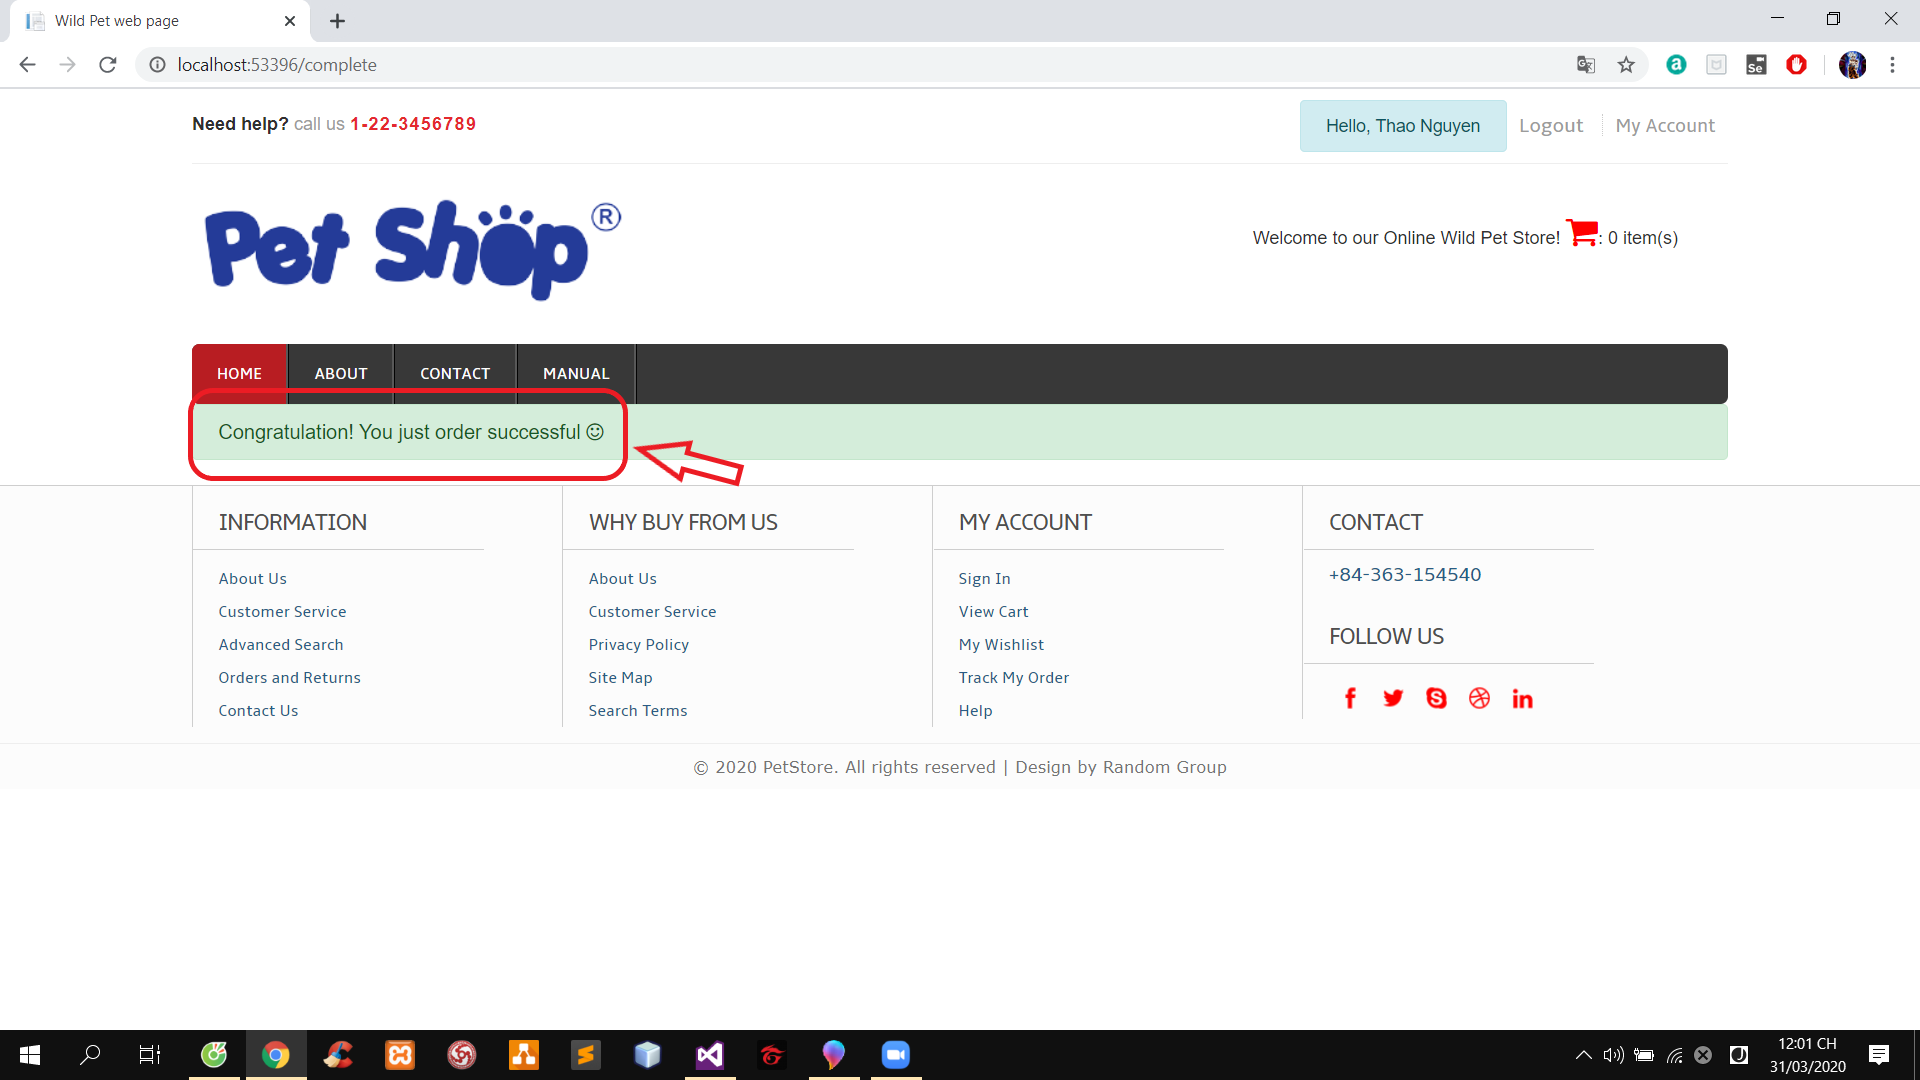 Wild Pet web page
localhost:53396/complete
Need help? call us 1-22-3456789
Hello, Thao Nguyen
Logout
My Account
Pet Shop ®
Welcome to our Online Wild Pet Store! : 0 item(s)
HOME
ABOUT
CONTACT
MANUAL
Congratulation! You just order successful ☺
INFORMATION
About Us
Customer Service
Advanced Search
Orders and Returns
Contact Us
WHY BUY FROM US
About Us
Customer Service
Privacy Policy
Site Map
Search Terms
MY ACCOUNT
Sign In
View Cart
My Wishlist
Track My Order
Help
CONTACT
+84-363-154540
FOLLOW US
© 2020 PetStore. All rights reserved | Design by Random Group
12:01 CH
31/03/2020